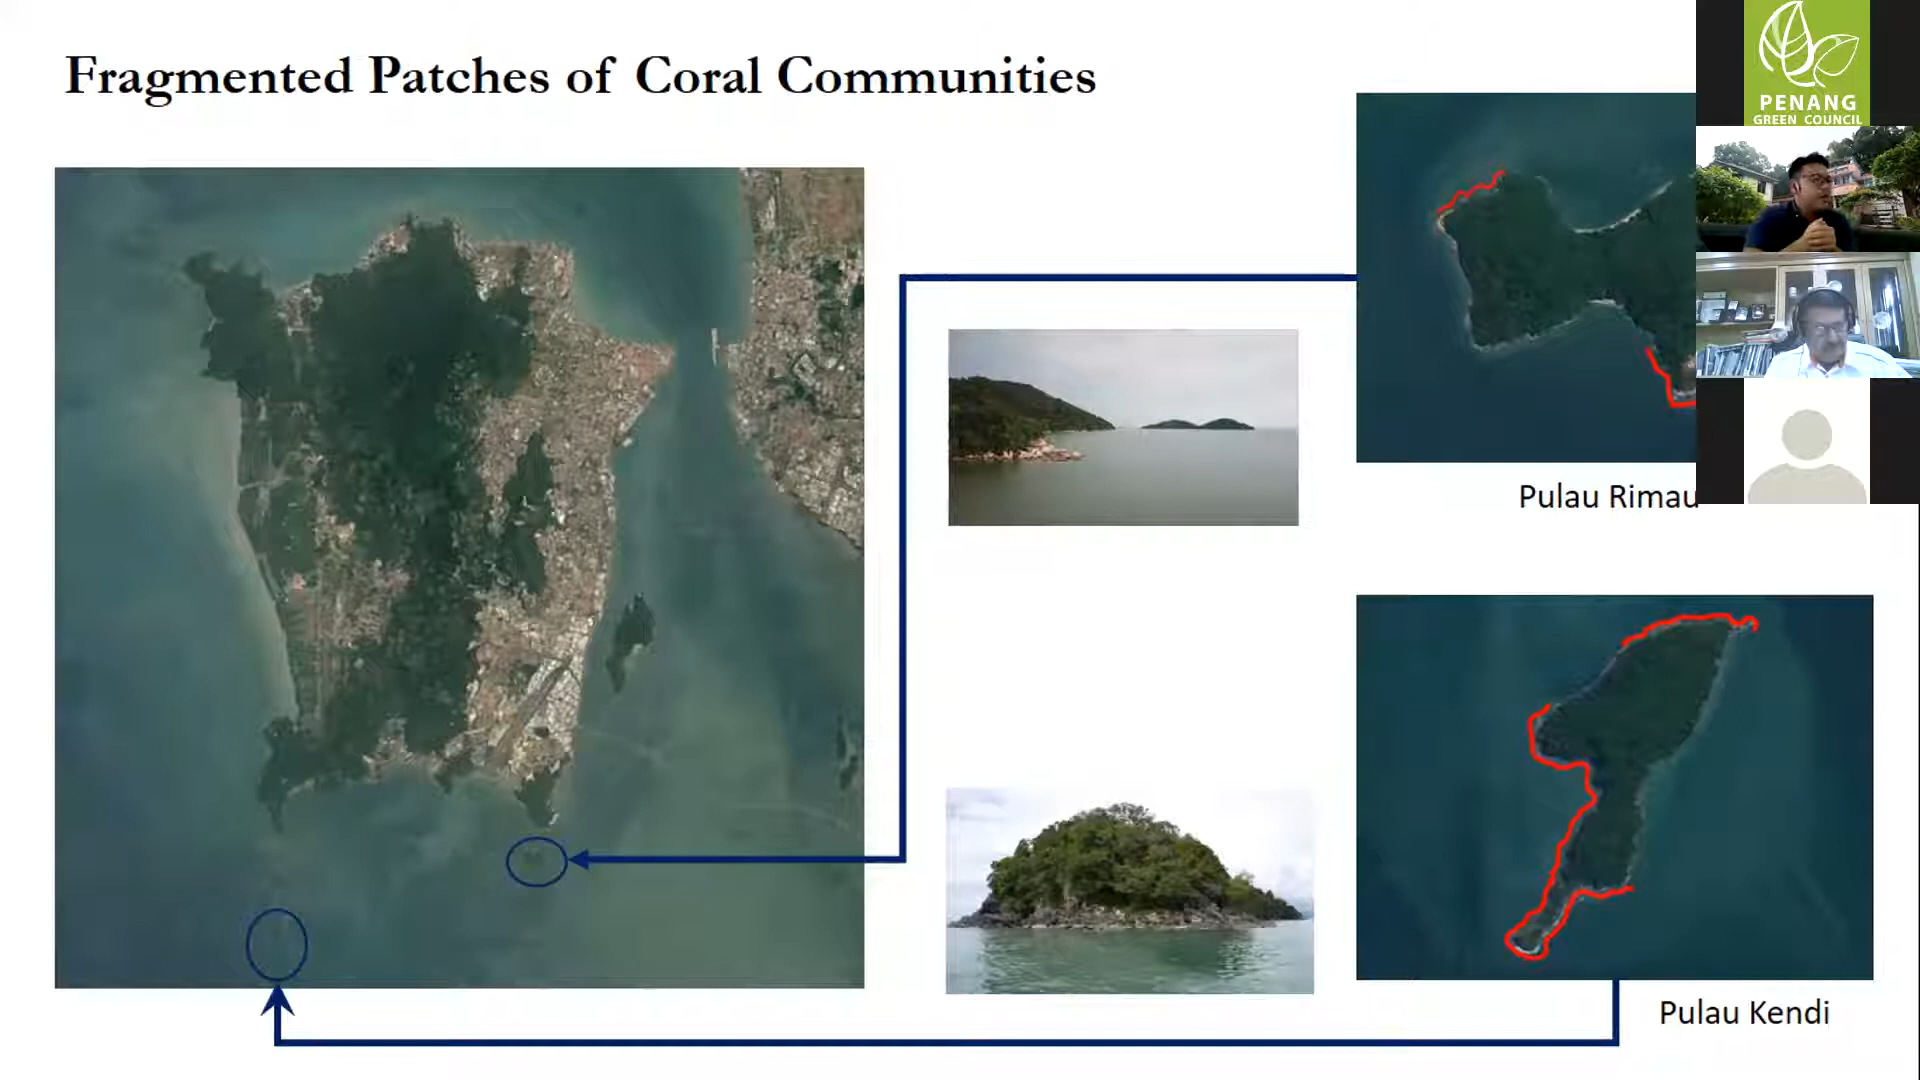 Fragmented Patches of Coral Communities
PENANG
GREEN COUNCIL
Pulau Rimau
Pulau Kendi